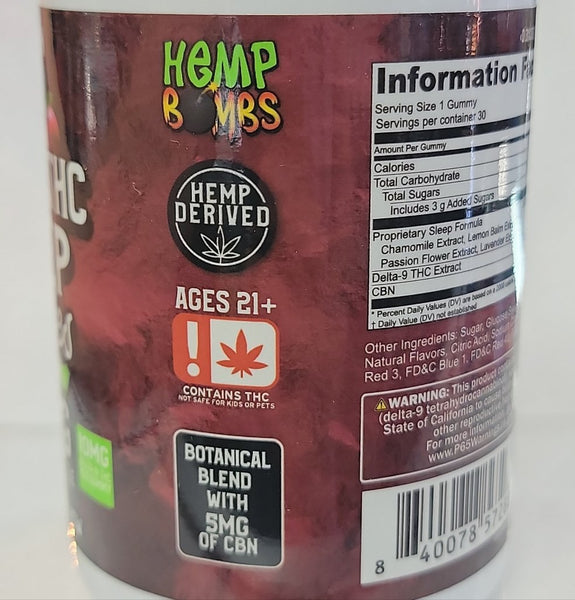 HEMP
BOMBS
HEMP
DERIVED
AGES 21+
!
CONTAINS THC
NOT SAFE FOR KIDS OR PETS
BOTANICAL
BLEND
WITH
5MG
OF CBN
THC
P
10MG
Information
Serving Size 1 Gummy
Servings per container 30
Amount Per Gummy
Calories
Total Carbohydrate
Total Sugars
Includes 3 g Added Sugars
Proprietary Sleep Formula
Chamomile Extract, Lemon Balm
Passion Flower Extract, Lavender
Delta-9 THC Extract
CBN
* Percent Daily Values (DV) are based on a 2000
† Daily Value (DV) not established
Other Ingredients: Sugar,
Natural Flavors, Citric Acid,
Red 3, FD&C Blue 1, FD&C
WARNING: This product
(delta-9 tetrahydrocannabinol
State of California to cause
other reproductive
For more information
www.P65Warnings
8 40078